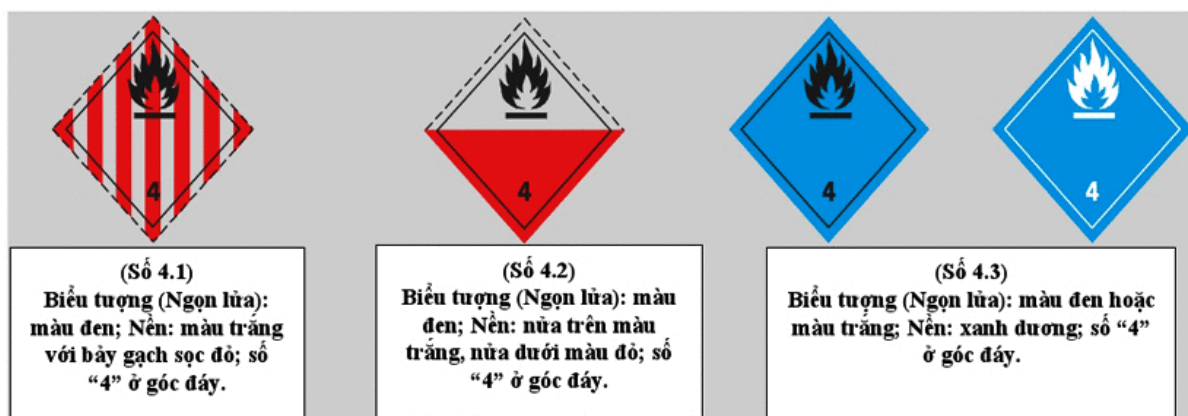 4
4
4
4
(Số 4.1)
Biểu tượng (Ngọn lửa):
màu đen; Nền: màu trắng
với bảy gạch sọc đỏ; số
“4” ở góc đáy.
(Số 4.2)
Biểu tượng (Ngọn lửa): màu
đen; Nền: nửa trên màu
trắng, nửa dưới màu đỏ; số
“4” ở góc đáy.
(Số 4.3)
Biểu tượng (Ngọn lửa): màu đen hoặc
màu trắng; Nền: xanh dương; số “4”
ở góc đáy.